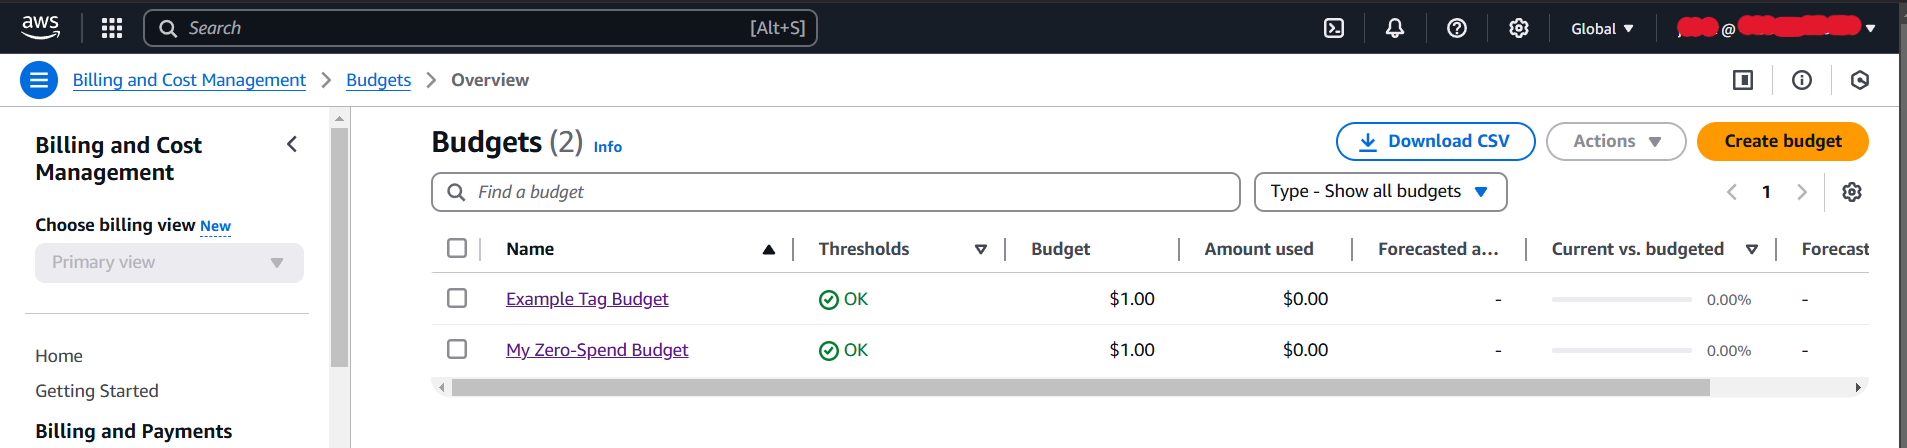 aws Search [Alt+S] Global @
Billing and Cost Management Budgets Overview
Billing and Cost
Management
Choose billing view New
Primary view
Home
Getting Started
Billing and Payments
Budgets (2) Info Download CSV Actions Create budget
Find a budget Type - Show all budgets 1
Name Thresholds Budget Amount used Forecasted a... Current vs. budgeted Forecast
Example Tag Budget OK $1.00 $0.00 - 0.00% -
My Zero-Spend Budget OK $1.00 $0.00 - 0.00% -